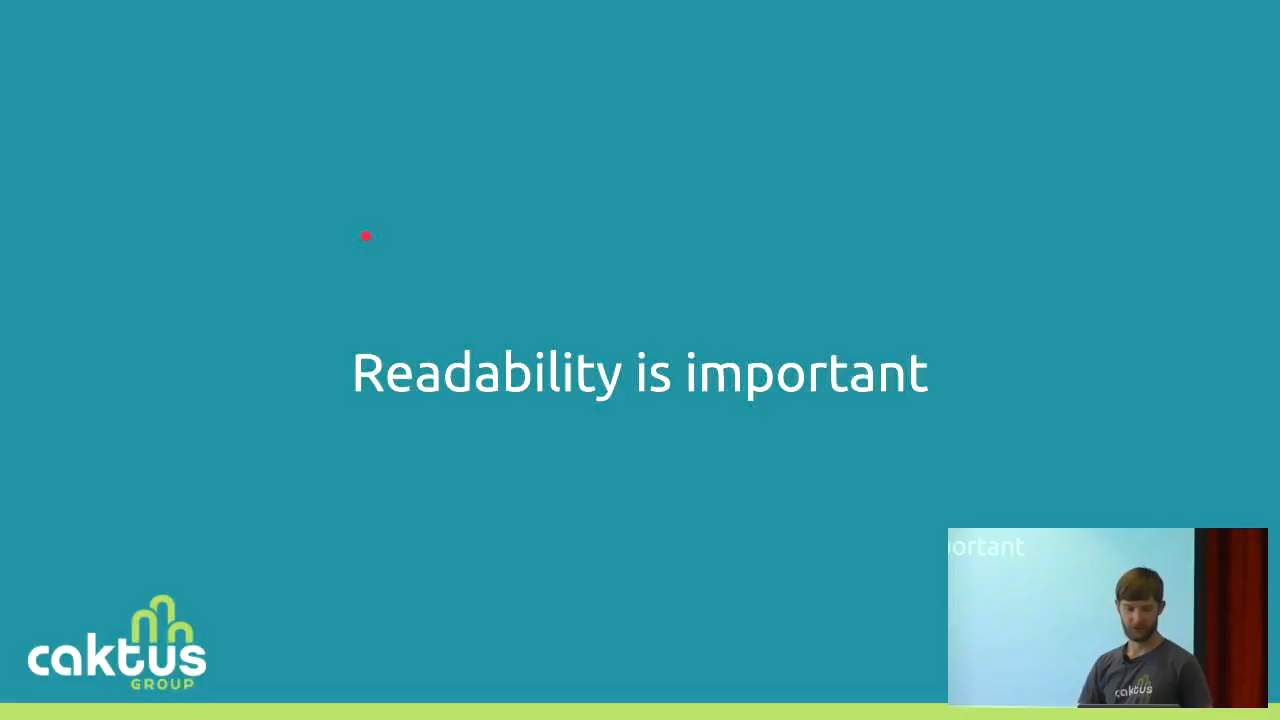 Readability is important
ortant
caktus
GROUP
caktus